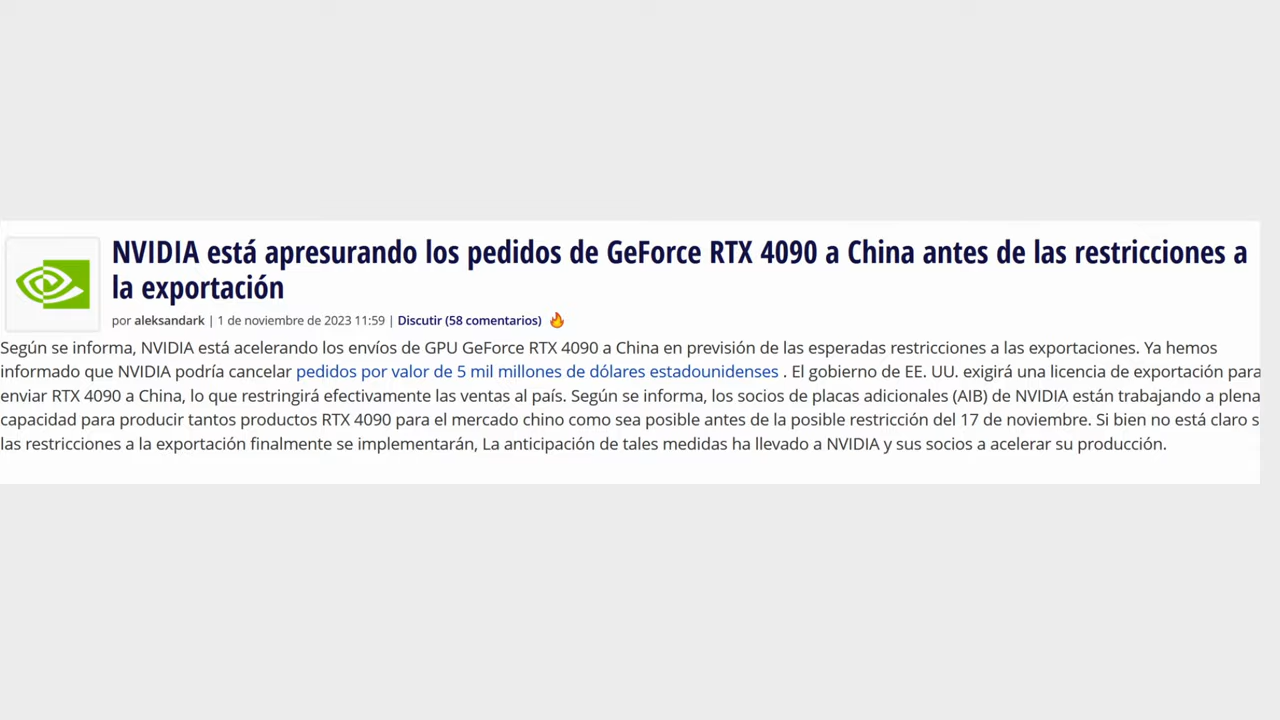 NVIDIA está apresurando los pedidos de GeForce RTX 4090 a China antes de las restricciones a
la exportación
por aleksandark | 1 de noviembre de 2023 11:59 | Discutir (58 comentarios)
Según se informa, NVIDIA está acelerando los envíos de GPU GeForce RTX 4090 a China en previsión de las esperadas restricciones a las exportaciones. Ya hemos
informado que NVIDIA podría cancelar pedidos por valor de 5 mil millones de dólares estadounidenses . El gobierno de EE. UU. exigirá una licencia de exportación para
enviar RTX 4090 a China, lo que restringirá efectivamente las ventas al país. Según se informa, los socios de placas adicionales (AIB) de NVIDIA están trabajando a plena
capacidad para producir tantos productos RTX 4090 para el mercado chino como sea posible antes de la posible restricción del 17 de noviembre. Si bien no está claro s
las restricciones a la exportación finalmente se implementarán, La anticipación de tales medidas ha llevado a NVIDIA y sus socios a acelerar su producción.